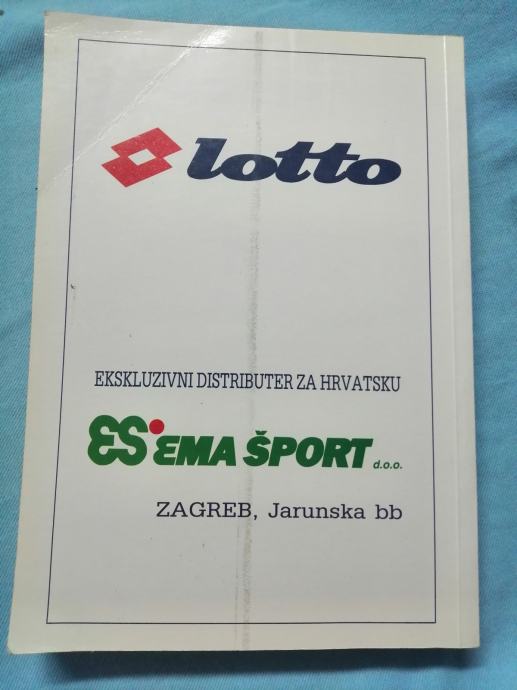 lotto
EKSKLUZIVNI DISTRIBUTER ZA HRVATSKU
ES EMA ŠPORT d.o.o.
ZAGREB, Jarunska bb